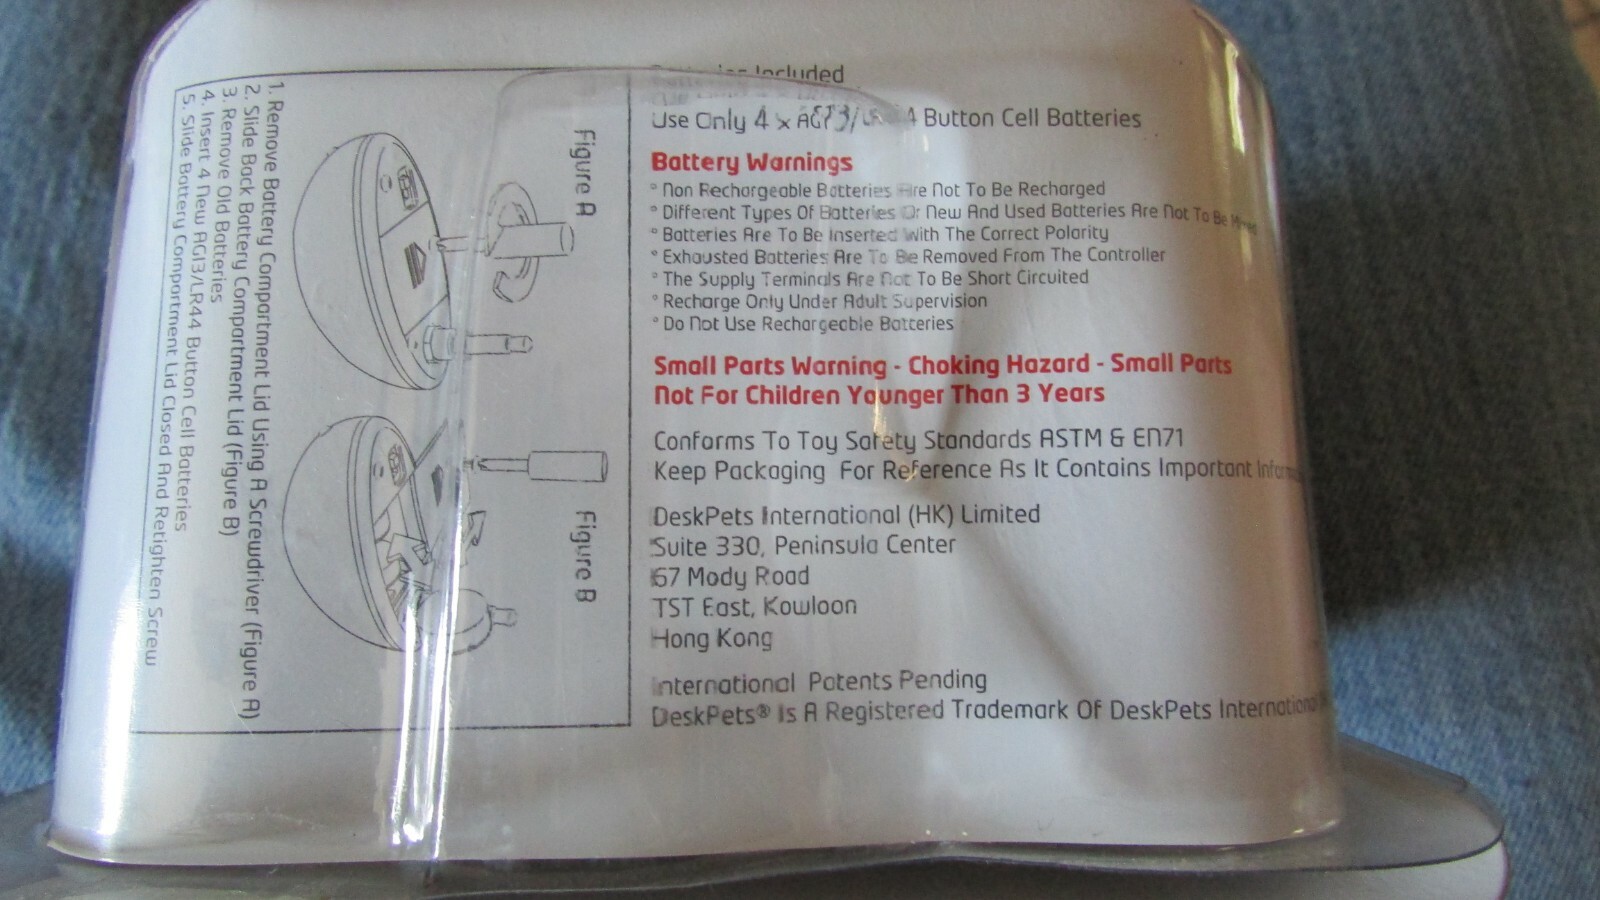 Included
Use Only 4 x AG13/ Button Cell Batteries
Battery Warnings
° Non Rechargeable Batteries Are Not To Be Recharged
° Different Types Of Batteries Or New And Used Batteries Are Not To Be Mixed
° Batteries Are To Be Inserted With The Correct Polarity
° Exhausted Batteries Are To Be Removed From The Controller
° The Supply Terminals Are Not To Be Short Circuited
° Recharge Only Under Adult Supervision
° Do Not Use Rechargeable Batteries
Small Parts Warning - Choking Hazard - Small Parts
Not For Children Younger Than 3 Years
Conforms To Toy Safety Standards ASTM & EN71
Keep Packaging For Reference As It Contains Important
DeskPets International (HK) Limited
Suite 330, Peninsula Center
67 Mody Road
TST East, Kowloon
Hong Kong
International Patents Pending
DeskPets® Is A Registered Trademark Of DeskPets International
Figure A
Figure B
1. Remove Battery Compartment Lid Using A Screwdriver (Figure A)
2. Slide Back Battery Compartment Lid (Figure B)
3. Remove Old Batteries
4. Insert 4 New AG13/LR44 Button Cell Batteries
5. Slide Battery Compartment Lid Closed And Retighten Screw